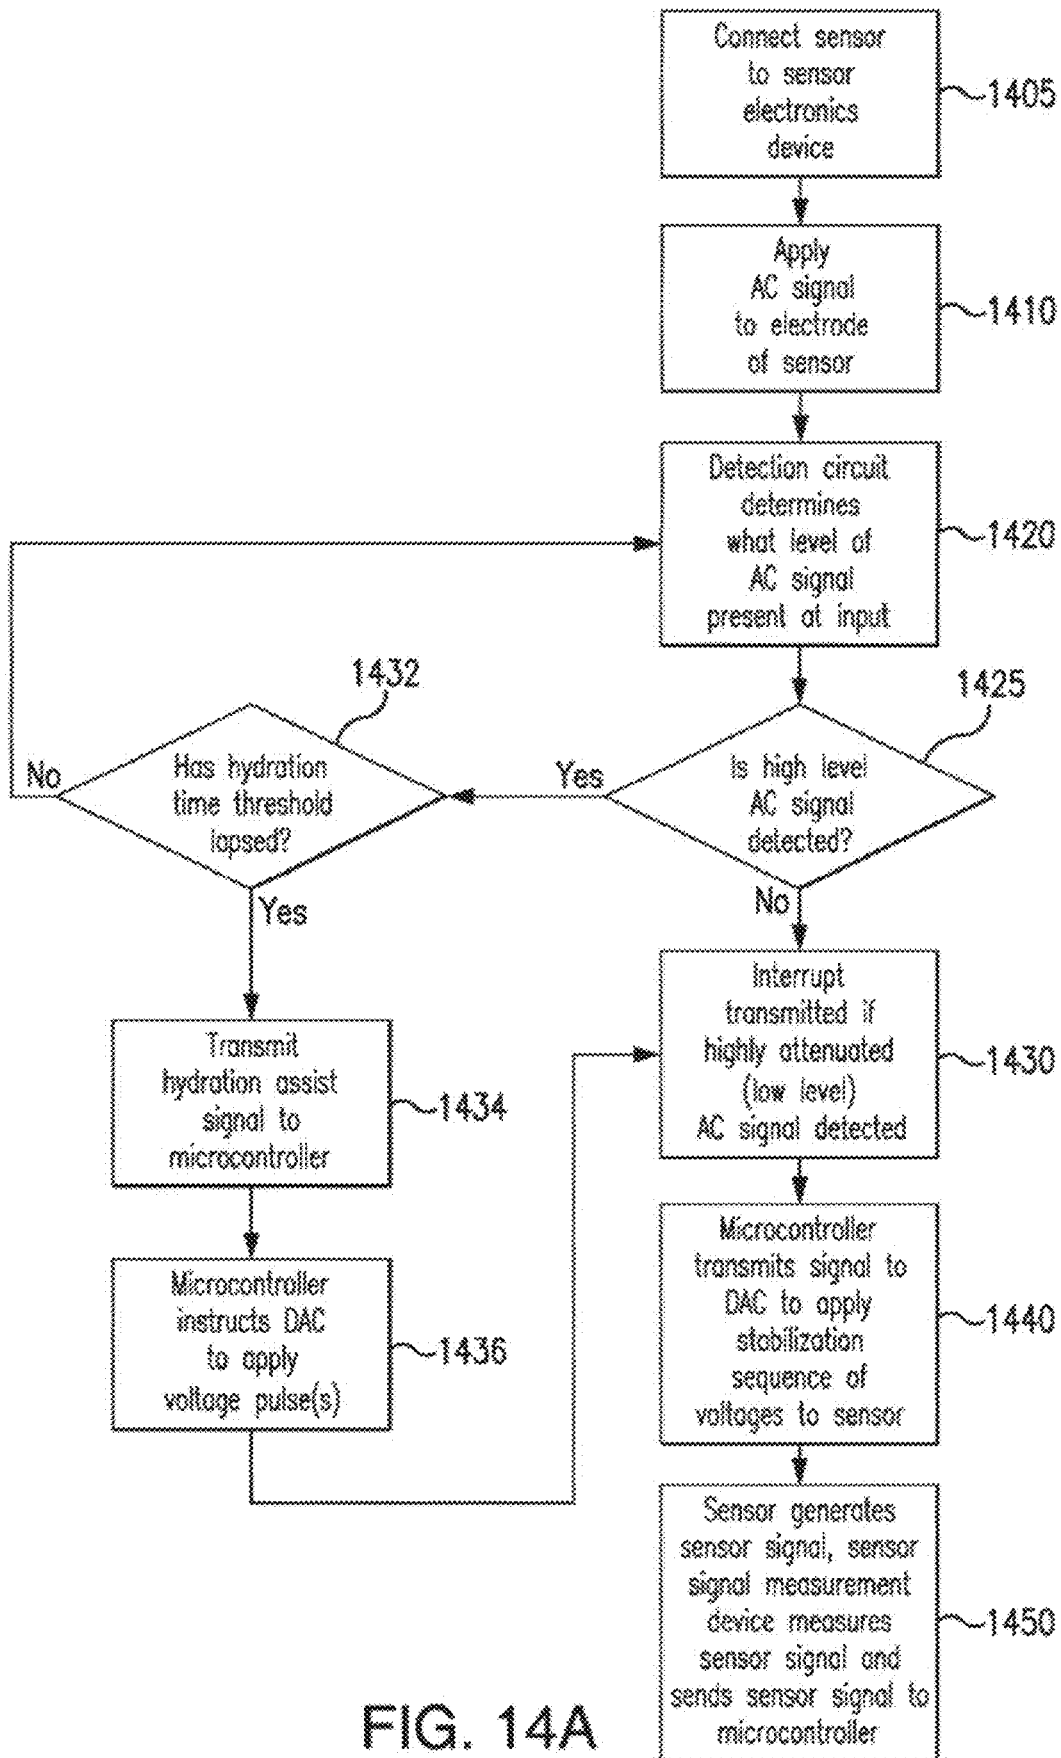 Connect sensor
to sensor
electronics
device
1405
Apply
AC signal
to electrode
of sensor
1410
Detection circuit
determines
what level of
AC signal
present at input
1420
1432
1425
No
Has hydration
time threshold
lapsed?
Yes
Is high level
AC signal
detected?
Yes
No
Interrupt
transmitted if
highly attenuated
(low level)
AC signal detected
1430
Transmit
hydration assist
signal to
microcontroller
1434
Microcontroller
transmits signal to
DAC to apply
stabilization
sequence of
voltages to sensor
1440
Microcontroller
instructs DAC
to apply
voltage pulse(s)
1436
Sensor generates
sensor signal, sensor
signal measurement
device measures
sensor signal and
sends sensor signal to
microcontroller
1450
FIG. 14A